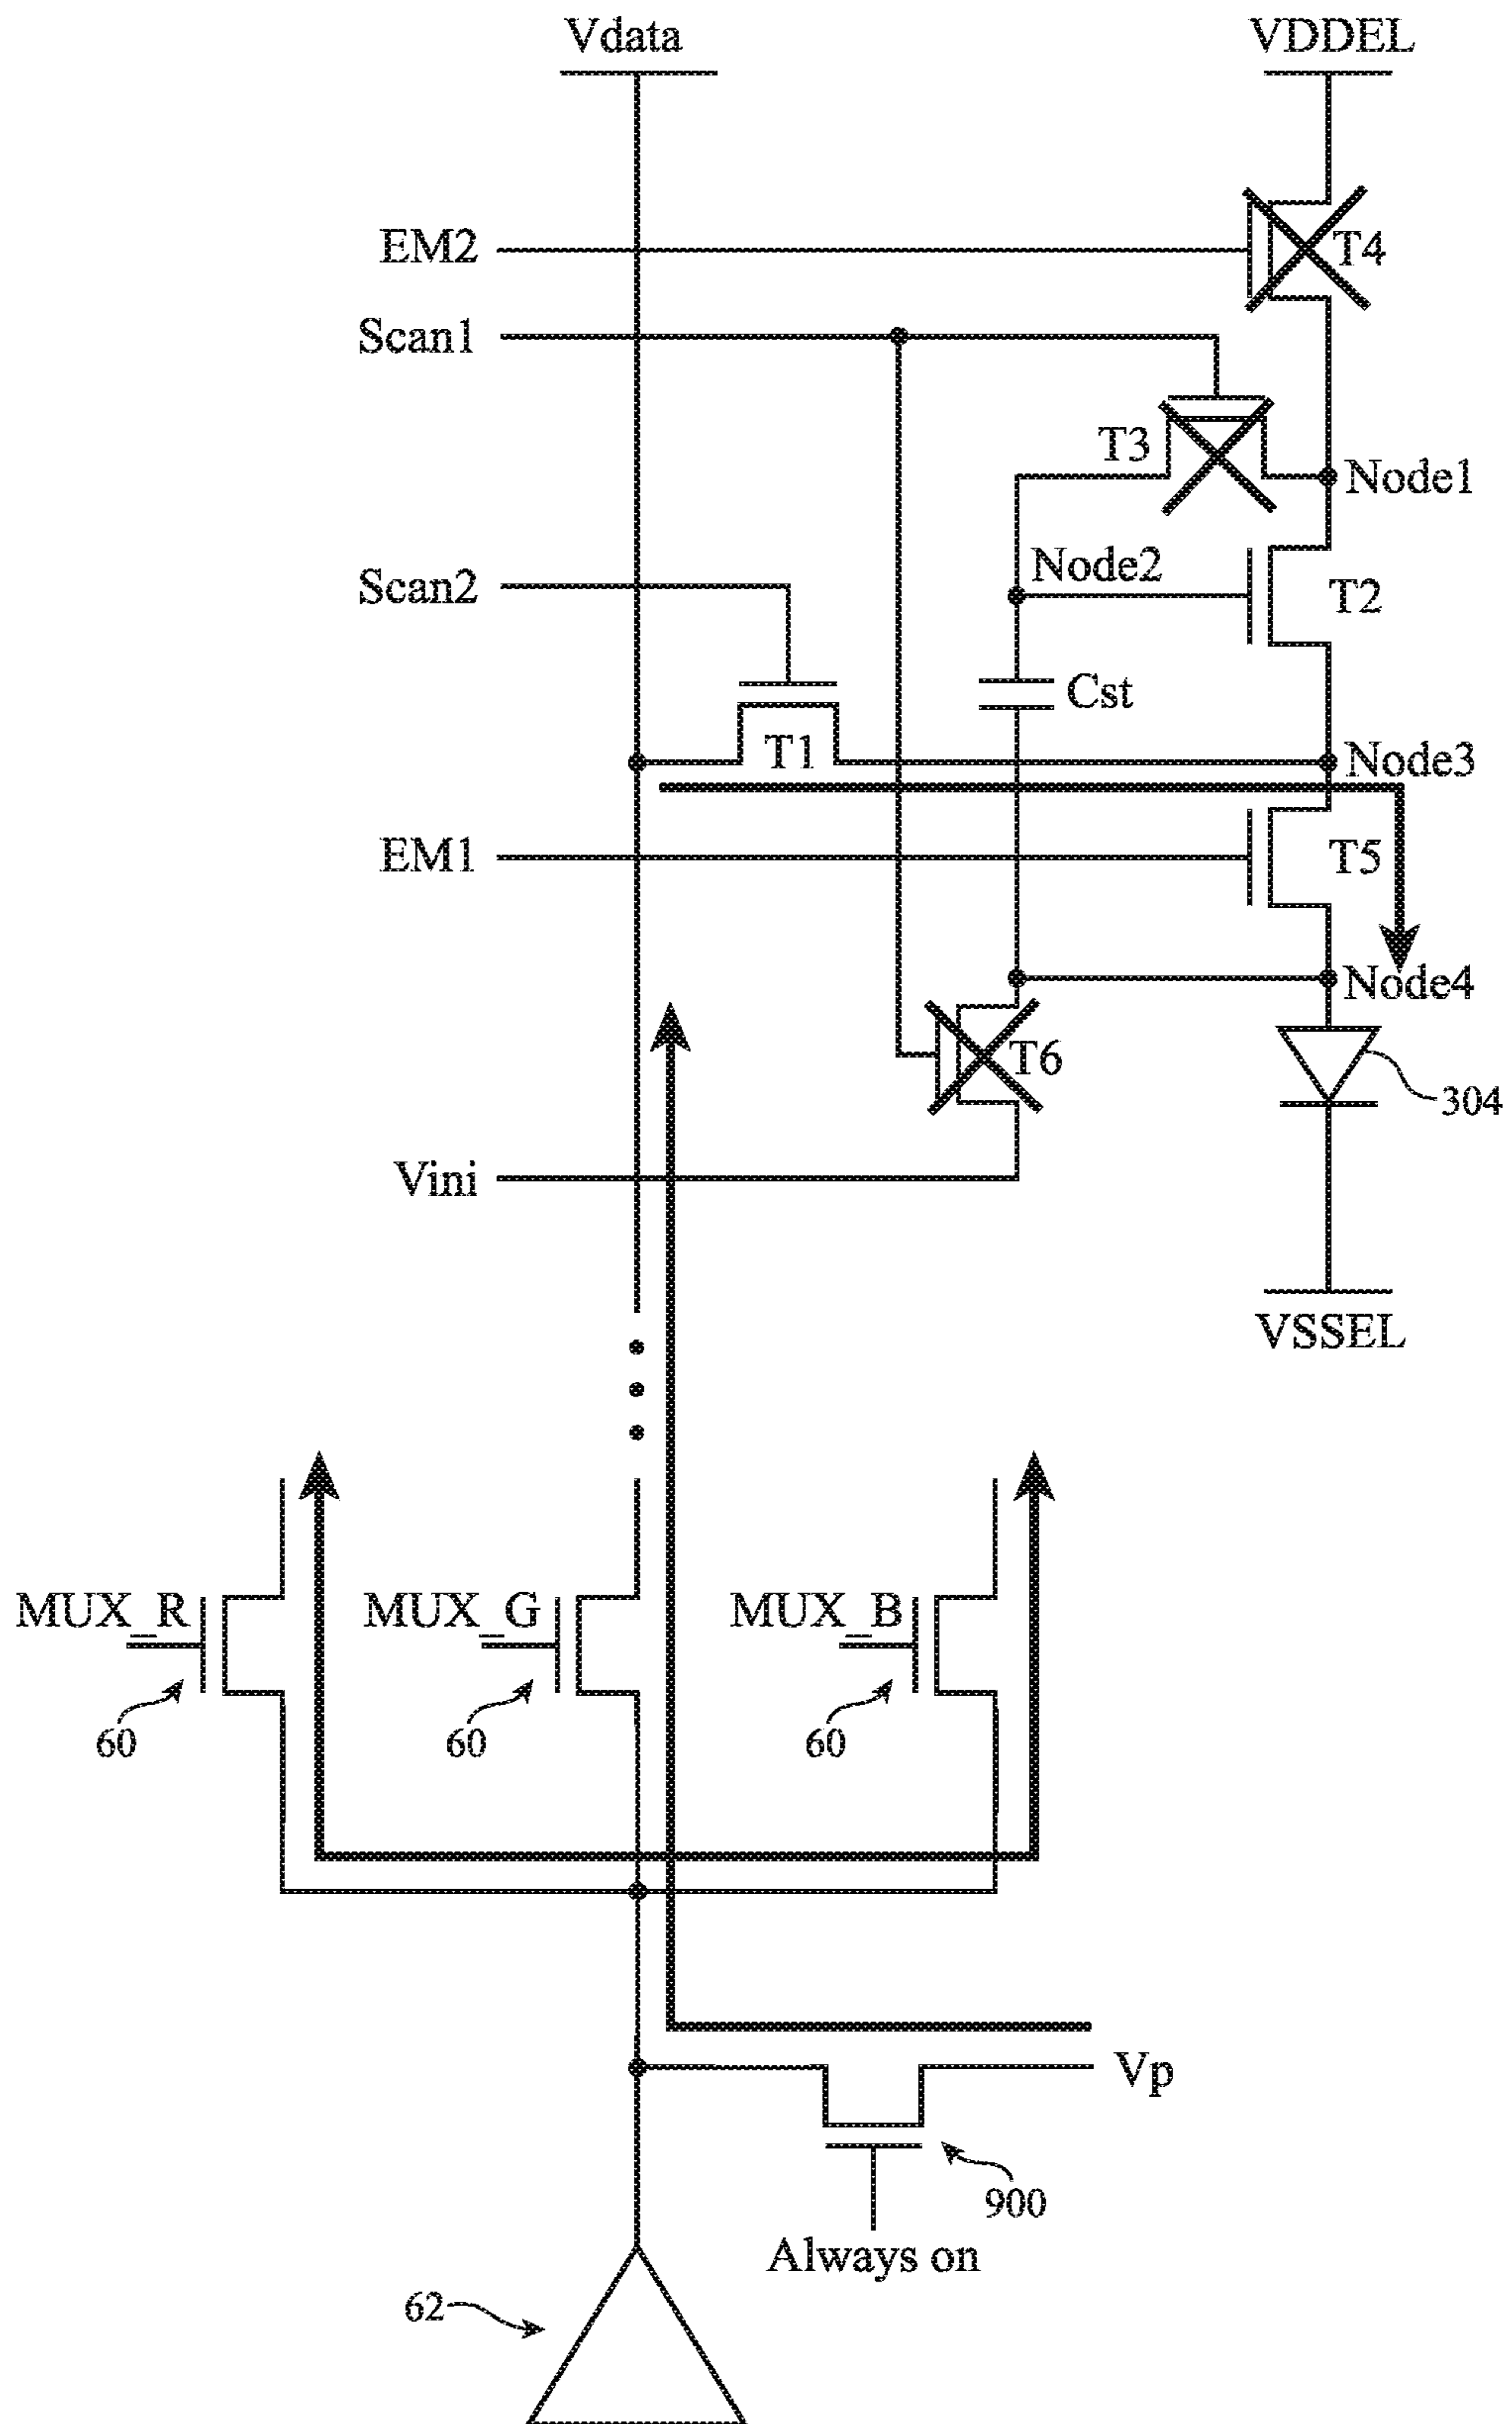 Vdata
VDDEL
EM2
T4
Scan1
T3
Node1
Node2
Scan2
T2
Cst
T1
Node3
EM1
T5
Node4
T6
304
Vini
VSSEL
MUX_R
MUX_G
MUX_B
60
60
60
Vp
900
Always on
62